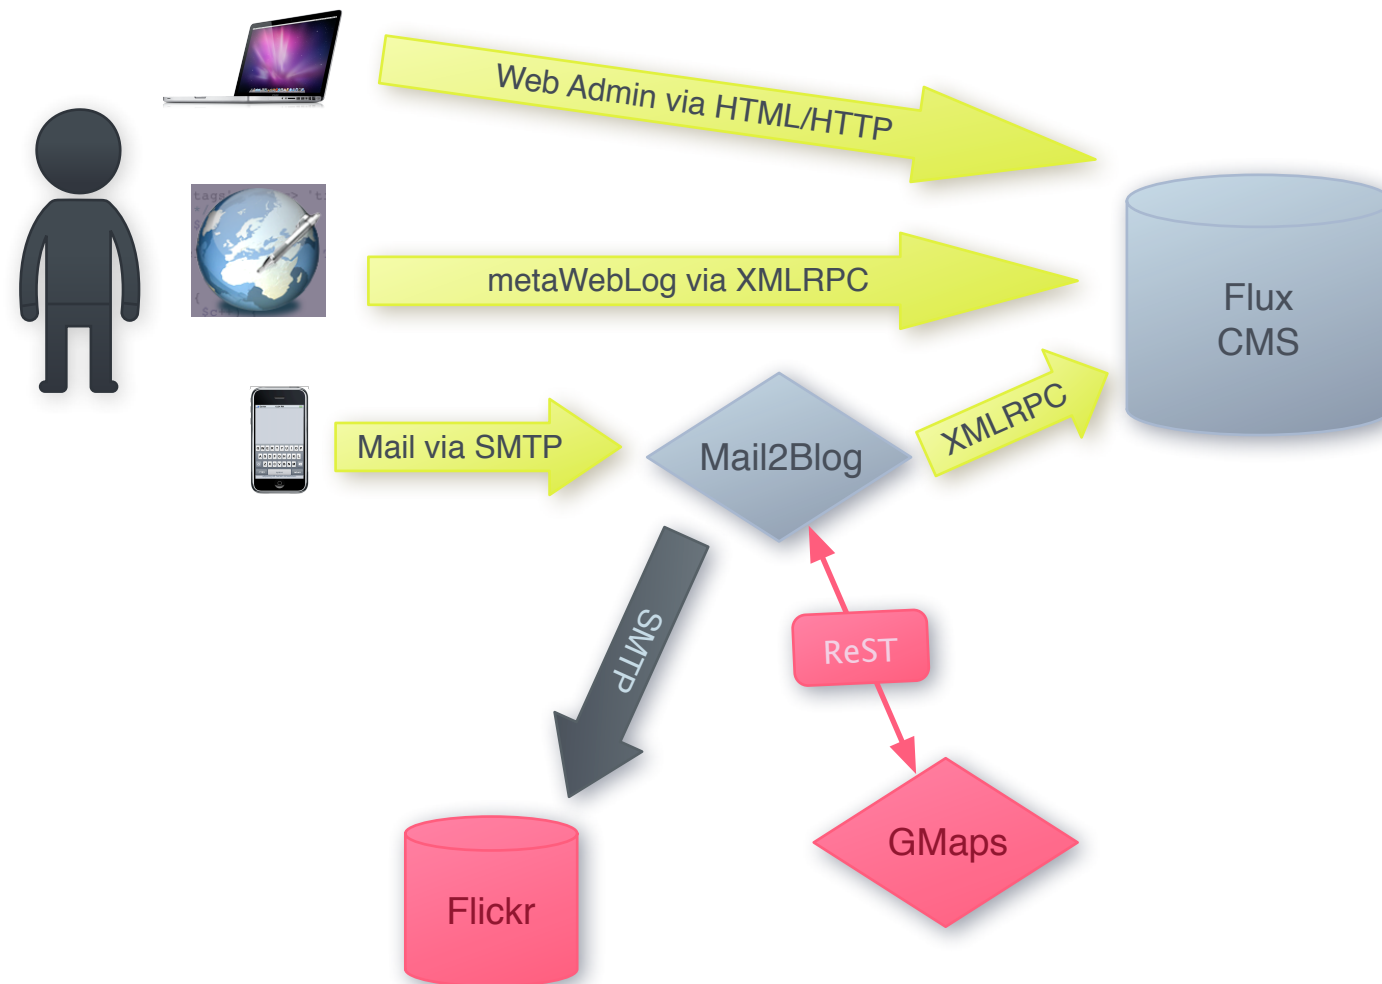 Web Admin via HTML/HTTP
metaWebLog via XMLRPC
Flux
CMS
Mail via SMTP
Mail2Blog
XMLRPC
SMTP
ReST
GMaps
Flickr